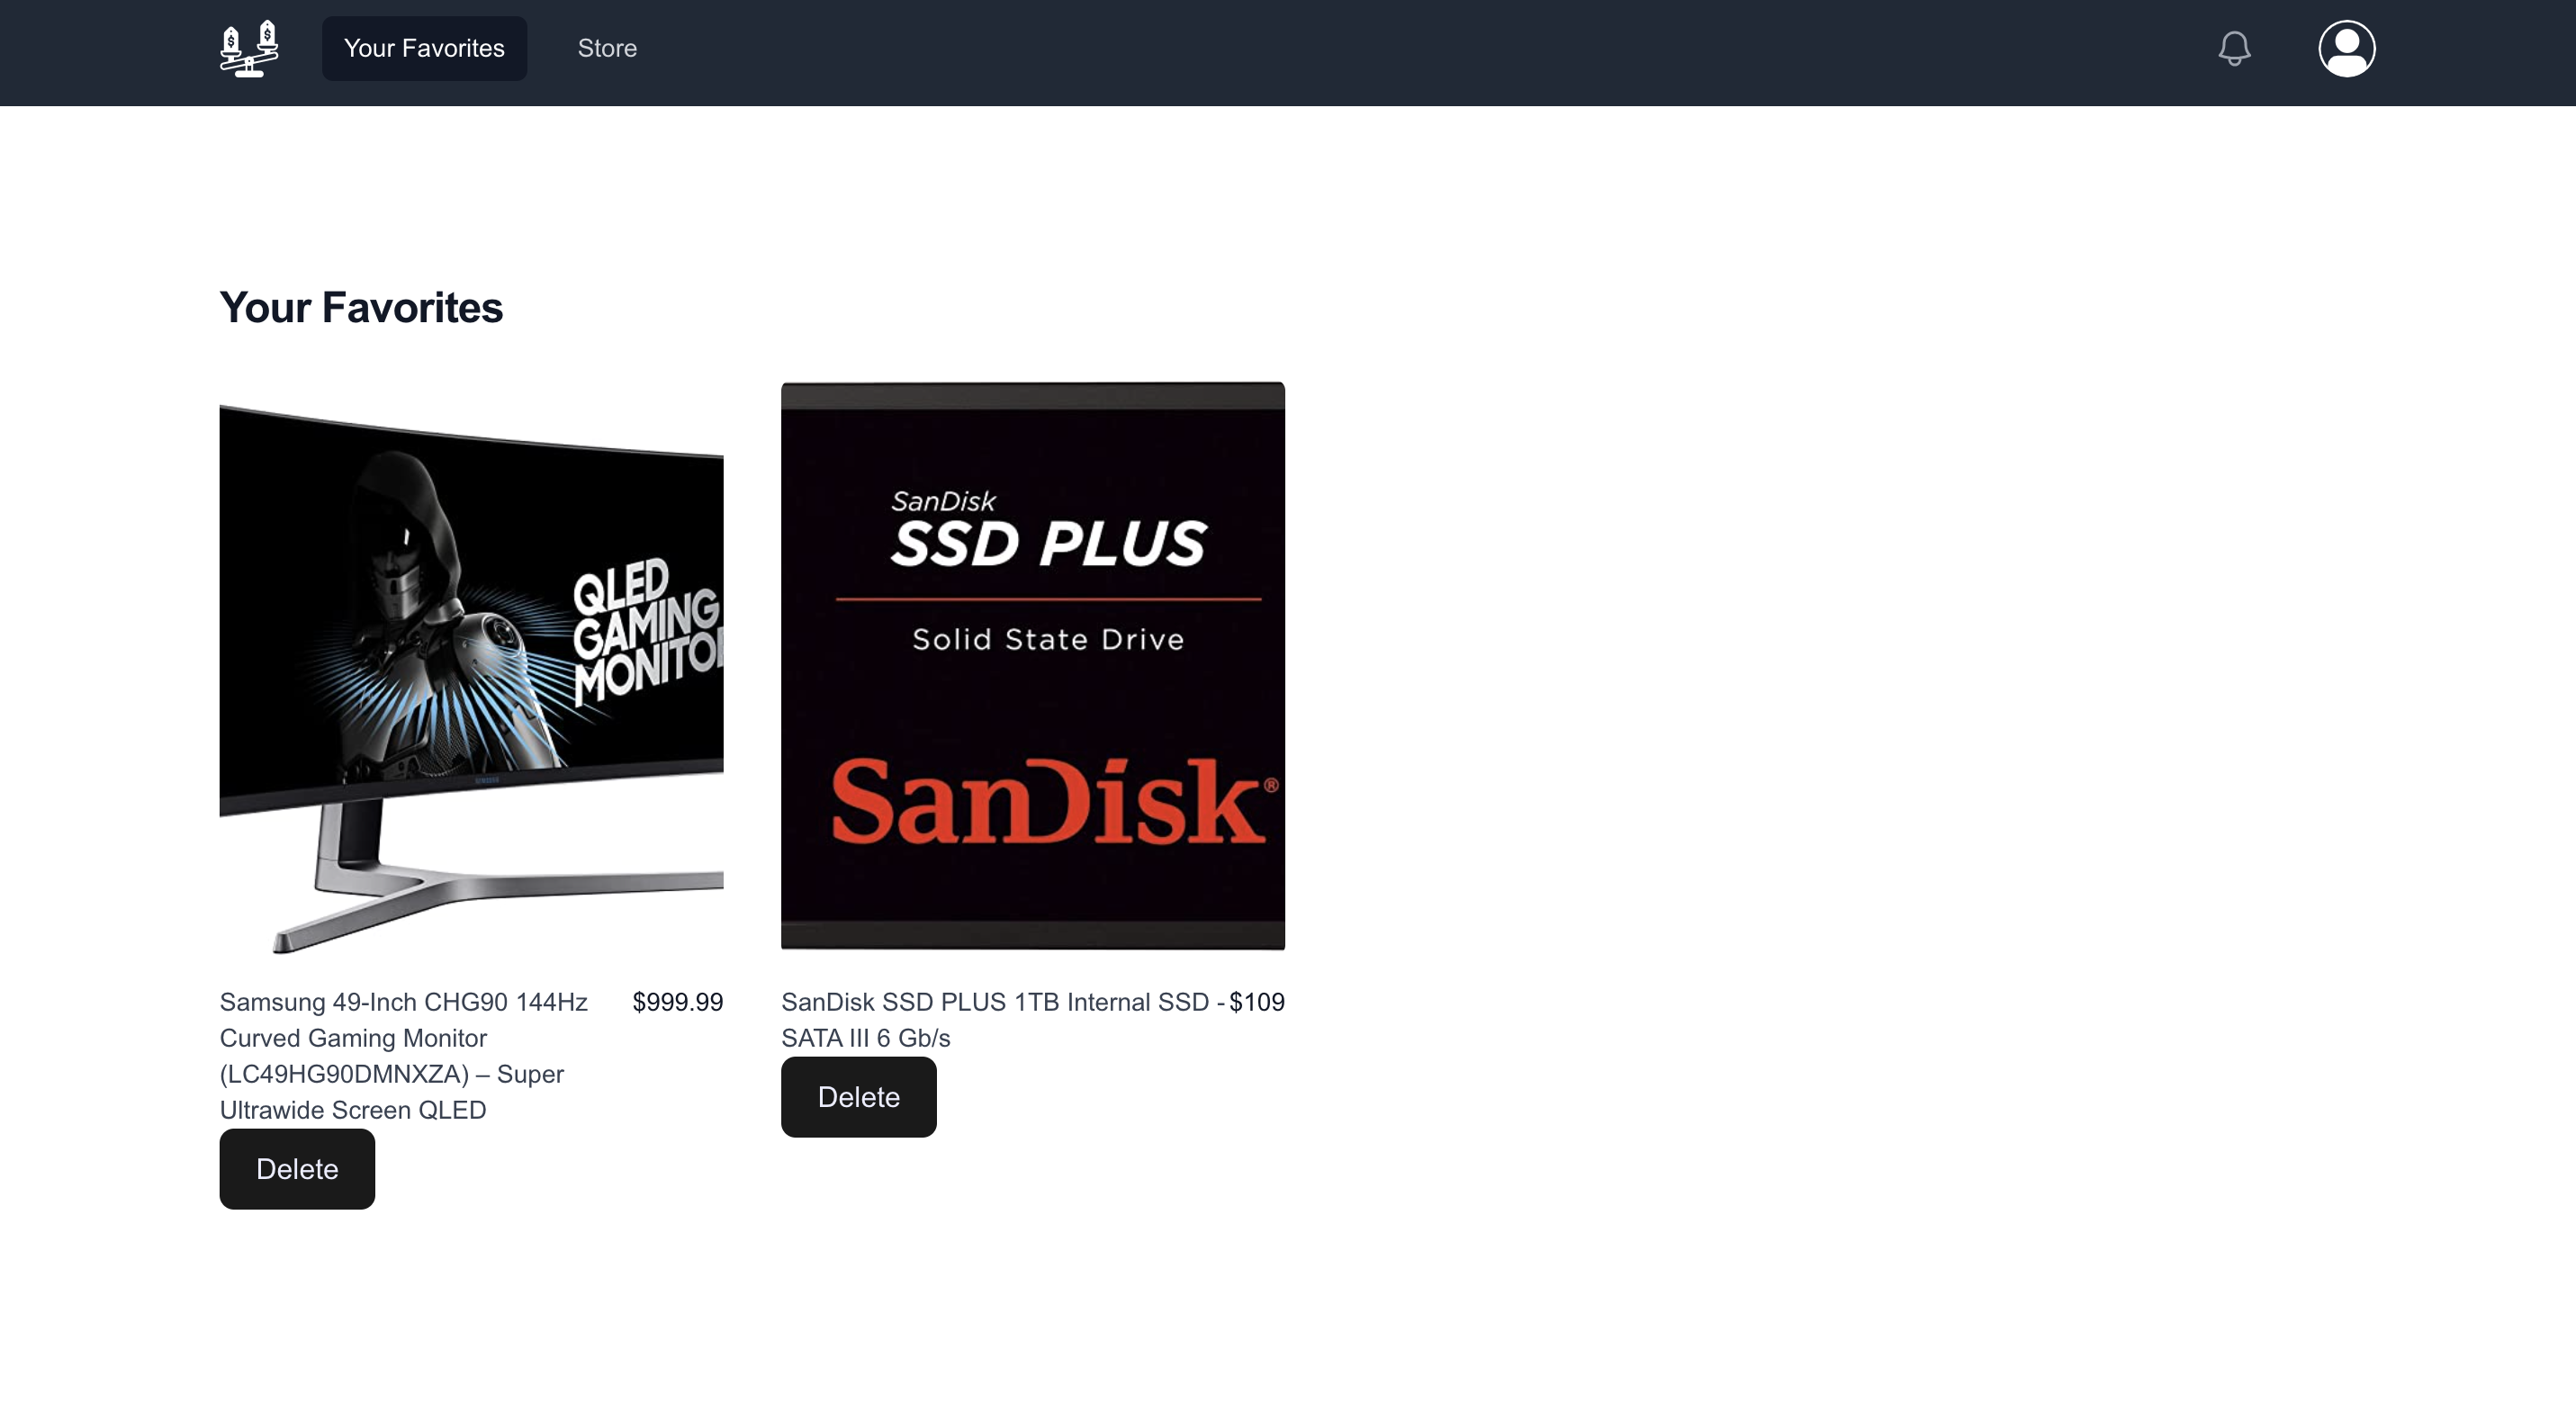 $ $
Your Favorites
Store
Your Favorites
QLED
GAMING
MONITOR
SAMSUNG
SanDisk
SSD PLUS
Solid State Drive
SanDisk®
Samsung 49-Inch CHG90 144Hz
Curved Gaming Monitor
(LC49HG90DMNXZA) – Super
Ultrawide Screen QLED
$999.99
Delete
SanDisk SSD PLUS 1TB Internal SSD -
SATA III 6 Gb/s
$109
Delete